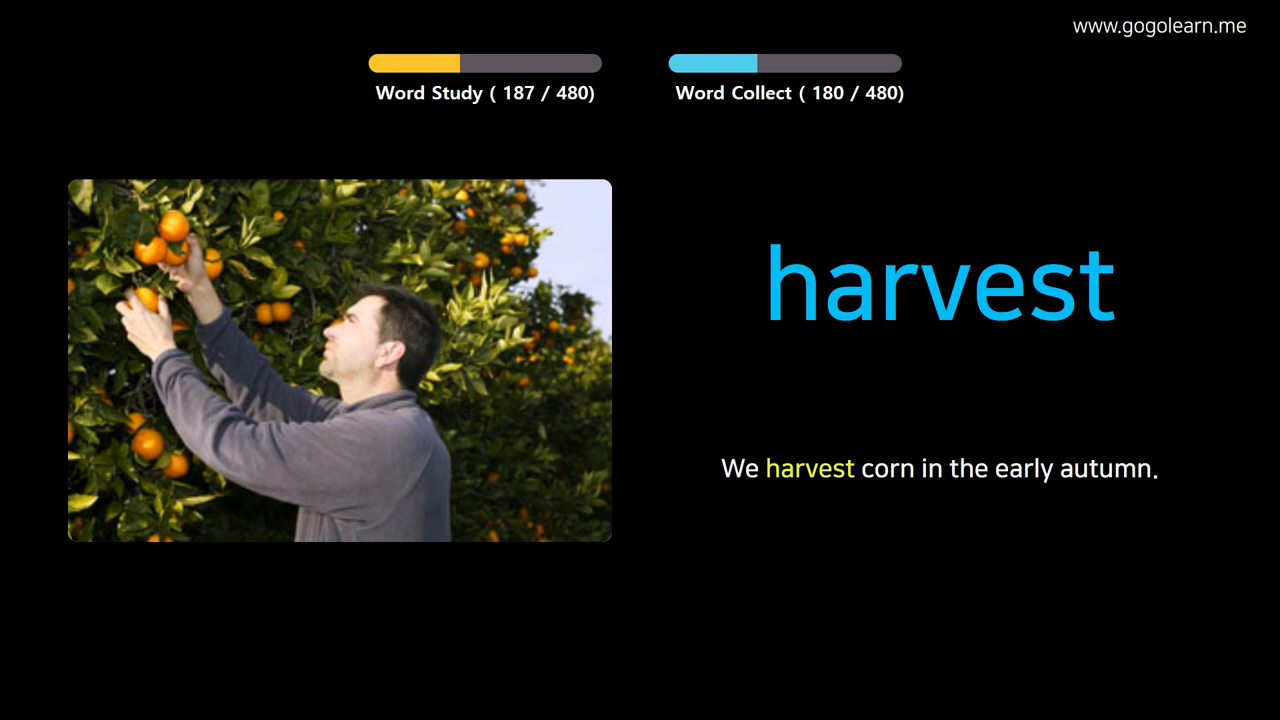 www.gogolearn.me
Word Study ( 187 / 480)
Word Collect ( 180 / 480)
harvest
We harvest corn in the early autumn.